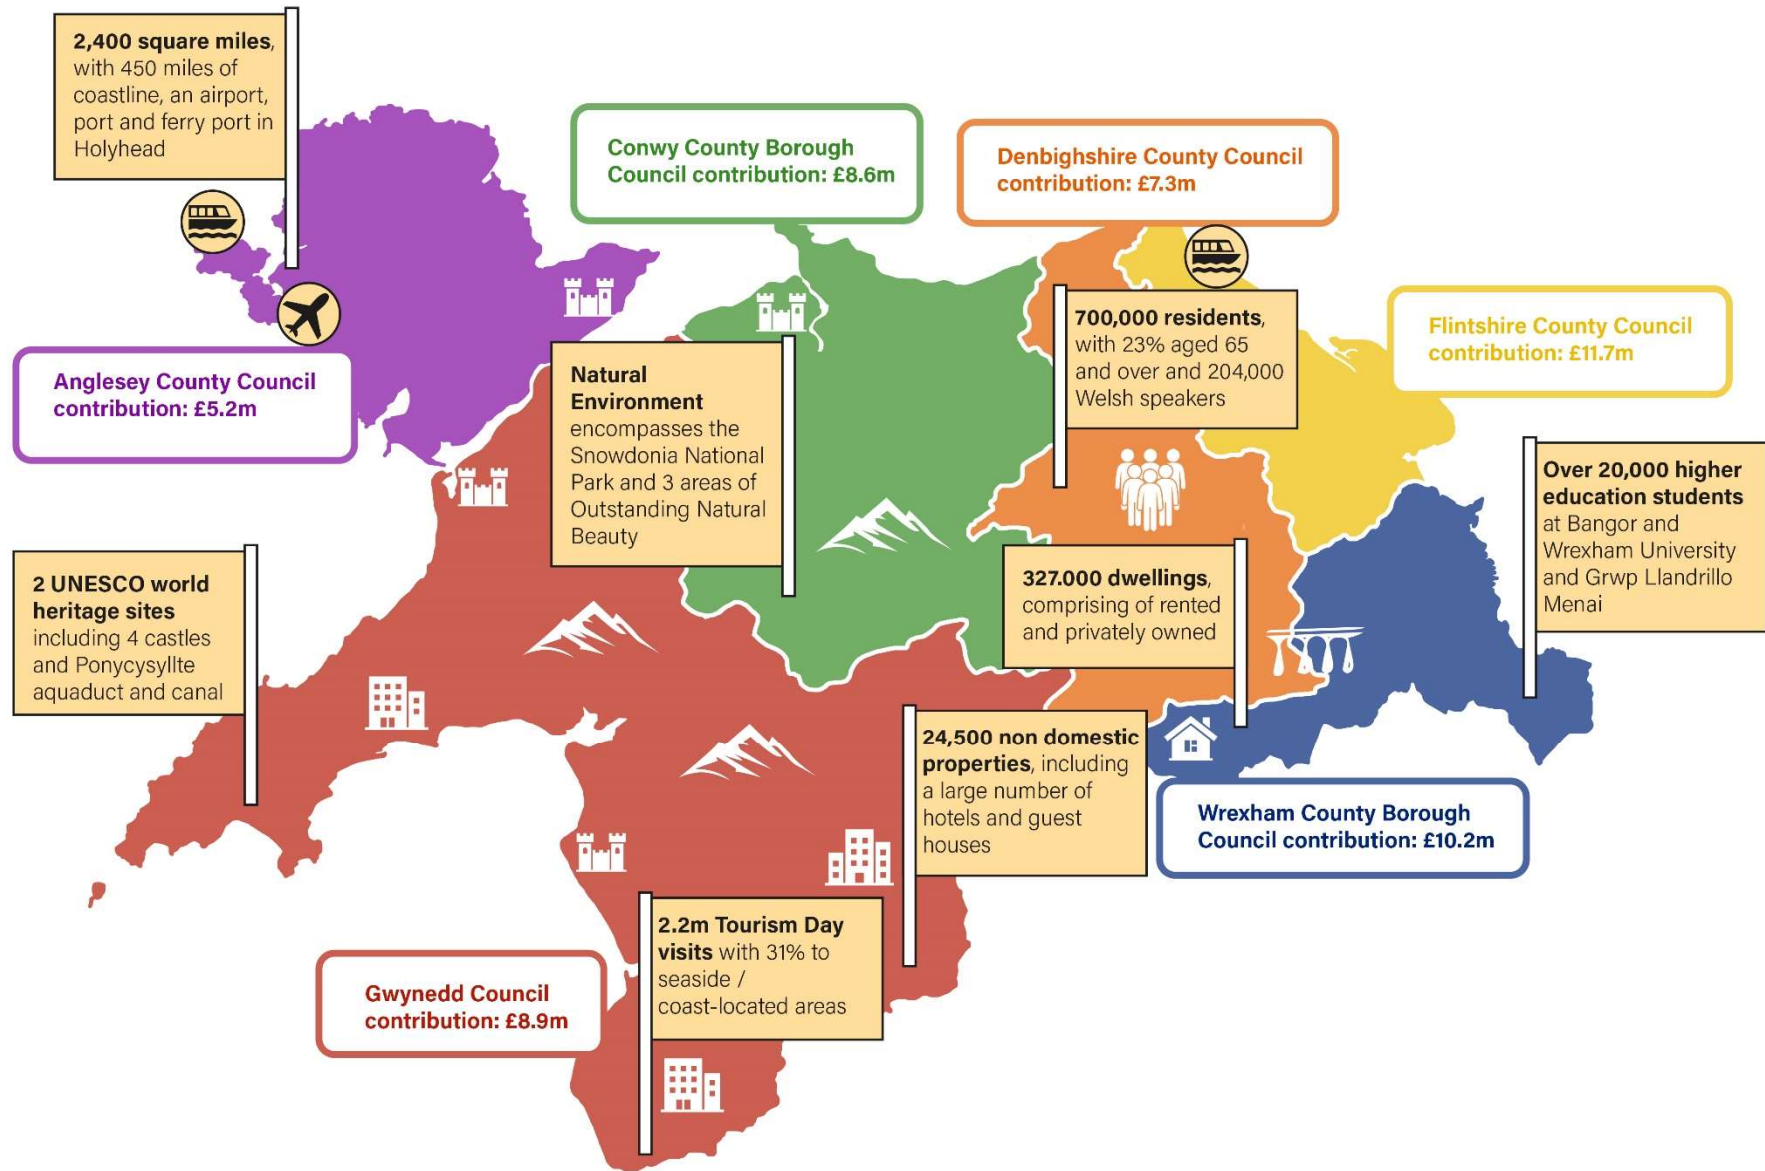 2,400 square miles,
with 450 miles of
coastline, an airport,
port and ferry port in
Holyhead
Conwy County Borough
Council contribution: £8.6m
Denbighshire County Council
contribution: £7.3m
700,000 residents,
with 23% aged 65
and over and 204,000
Welsh speakers
Flintshire County Council
contribution: £11.7m
Anglesey County Council
contribution: £5.2m
Natural
Environment
encompasses the
Snowdonia National
Park and 3 areas of
Outstanding Natural
Beauty
Over 20,000 higher
education students
at Bangor and
Wrexham University
and Grwp Llandrillo
Menai
2 UNESCO world
heritage sites
including 4 castles
and Ponycysyllte
aquaduct and canal
327.000 dwellings,
comprising of rented
and privately owned
24,500 non domestic
properties, including
a large number of
hotels and guest
houses
Wrexham County Borough
Council contribution: £10.2m
2.2m Tourism Day
visits with 31% to
seaside /
coast-located areas
Gwynedd Council
contribution: £8.9m